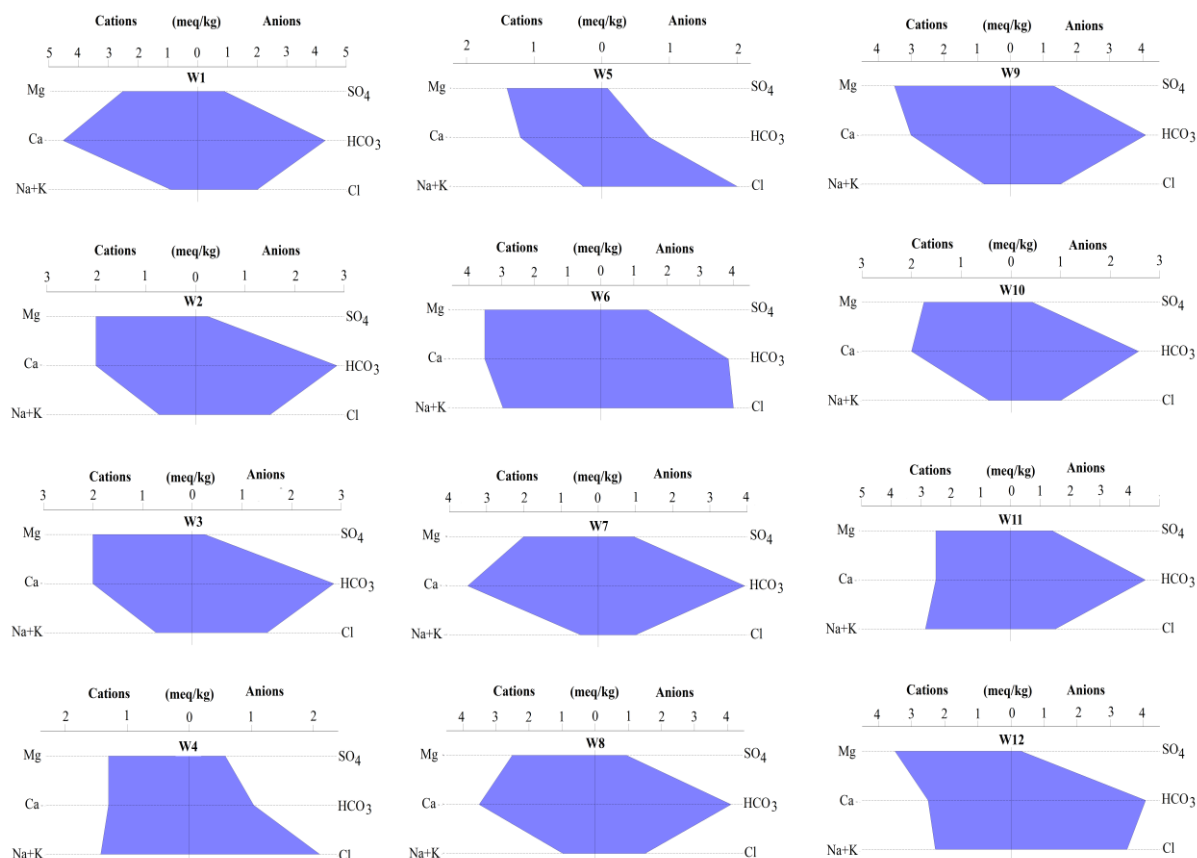 Cations (meq/kg) Anions
5 4 3 2 1 0 1 2 3 4 5
W1
Mg SO4
Ca HCO3
Na+K Cl
Cations (meq/kg) Anions
2 1 0 1 2
W5
Mg SO4
Ca HCO3
Na+K Cl
Cations (meq/kg) Anions
4 3 2 1 0 1 2 3 4
W9
Mg SO4
Ca HCO3
Na+K Cl
Cations (meq/kg) Anions
3 2 1 0 1 2 3
W2
Mg SO4
Ca HCO3
Na+K Cl
Cations (meq/kg) Anions
4 3 2 1 0 1 2 3 4
W6
Mg SO4
Ca HCO3
Na+K Cl
Cations (meq/kg) Anions
3 2 1 0 1 2 3
W10
Mg SO4
Ca HCO3
Na+K Cl
Cations (meq/kg) Anions
3 2 1 0 1 2 3
W3
Mg SO4
Ca HCO3
Na+K Cl
Cations (meq/kg) Anions
4 3 2 1 0 1 2 3 4
W7
Mg SO4
Ca HCO3
Na+K Cl
Cations (meq/kg) Anions
5 4 3 2 1 0 1 2 3 4
W11
Mg SO4
Ca HCO3
Na+K Cl
Cations (meq/kg) Anions
2 1 0 1 2
W4
Mg SO4
Ca HCO3
Na+K Cl
Cations (meq/kg) Anions
4 3 2 1 0 1 2 3 4
W8
Mg SO4
Ca HCO3
Na+K Cl
Cations (meq/kg) Anions
4 3 2 1 0 1 2 3 4
W12
Mg SO4
Ca HCO3
Na+K Cl